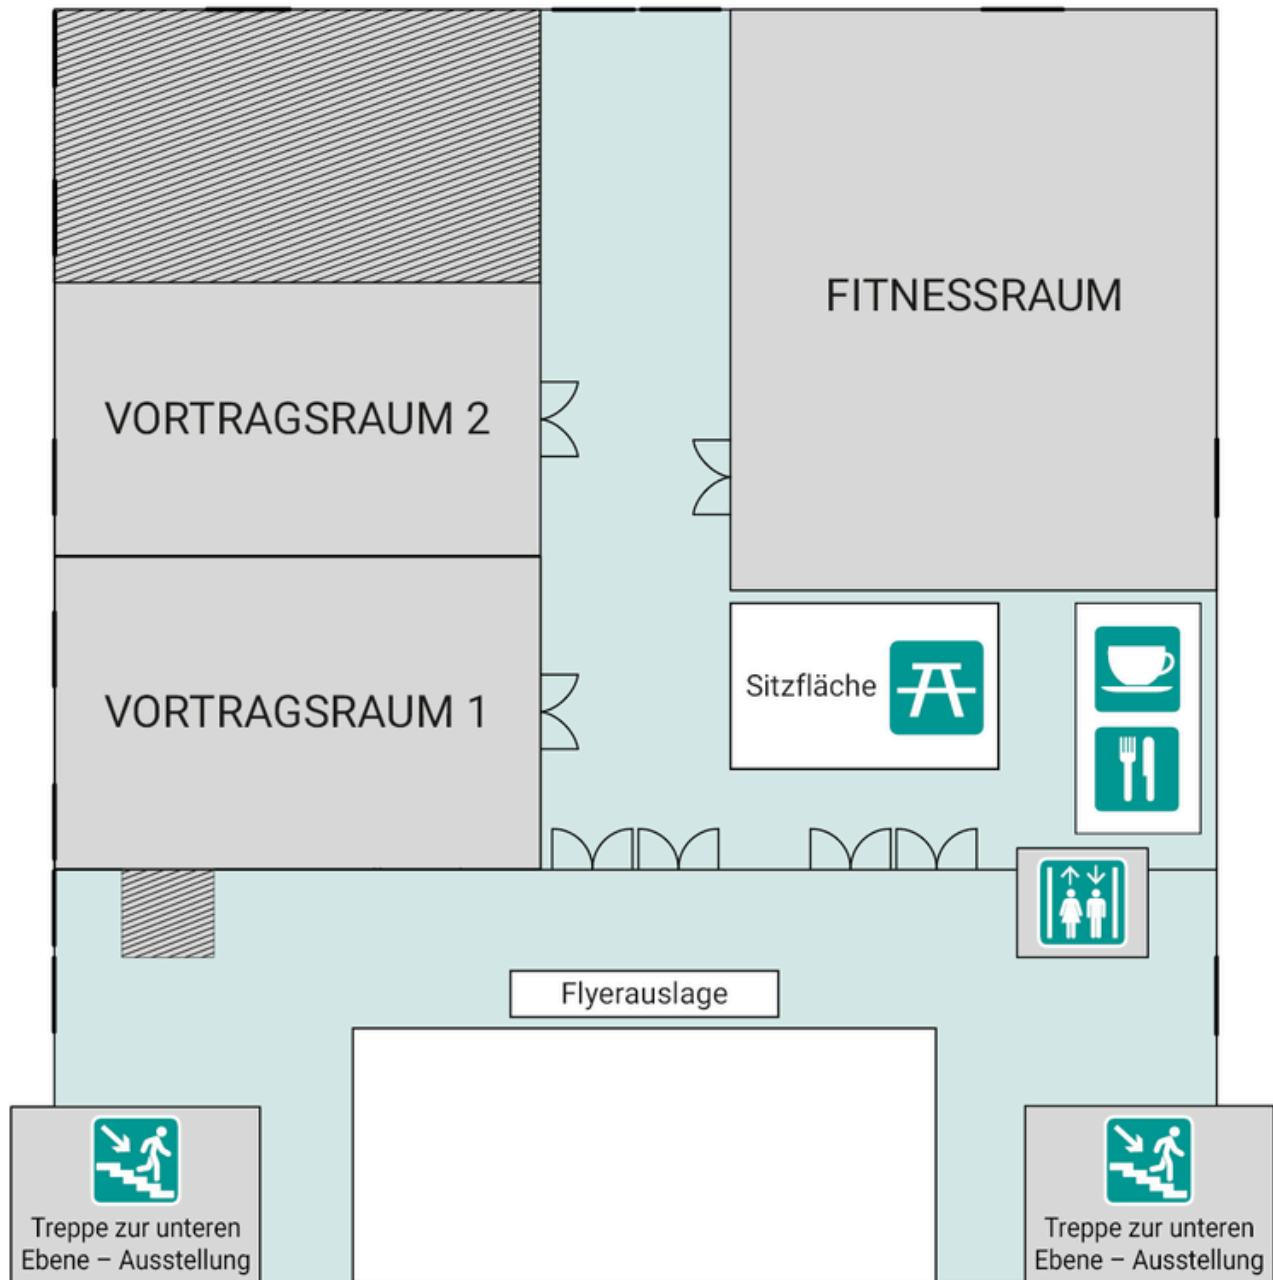 FITNESSRAUM
VORTRAGSRAUM 2
Sitzfläche
VORTRAGSRAUM 1
Flyerauslage
Treppe zur unteren
Ebene – Ausstellung
Treppe zur unteren
Ebene – Ausstellung